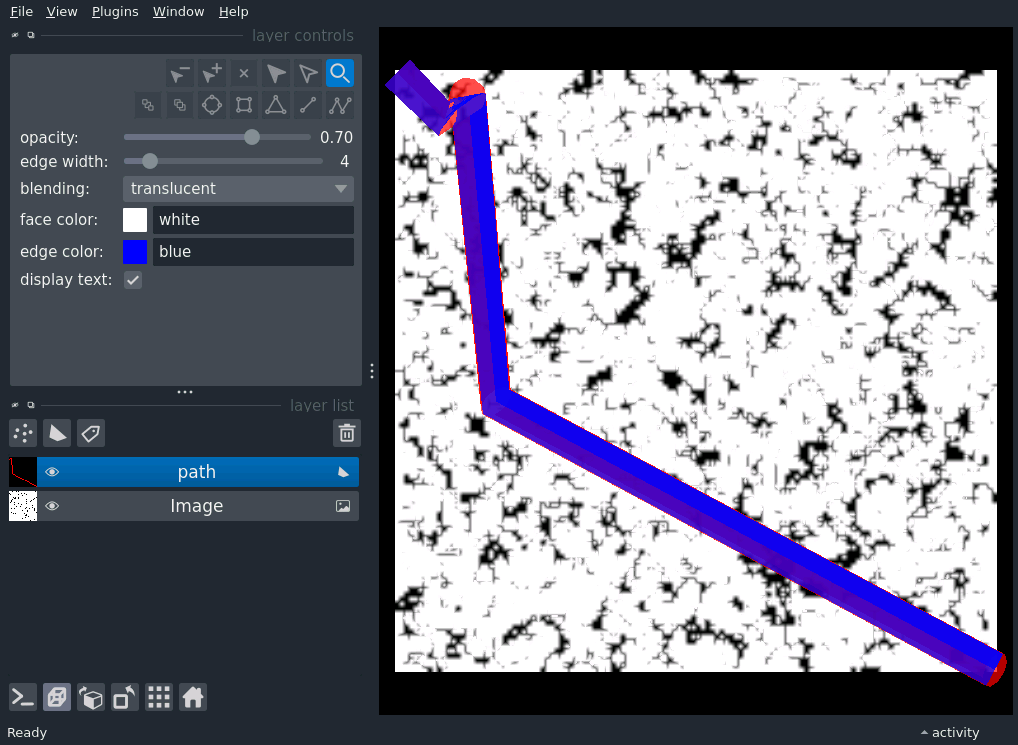 File View Plugins Window Help
layer controls
opacity: 0.70
edge width: 4
blending: translucent
face color: white
edge color: blue
display text:
layer list
path
Image
Ready
activity